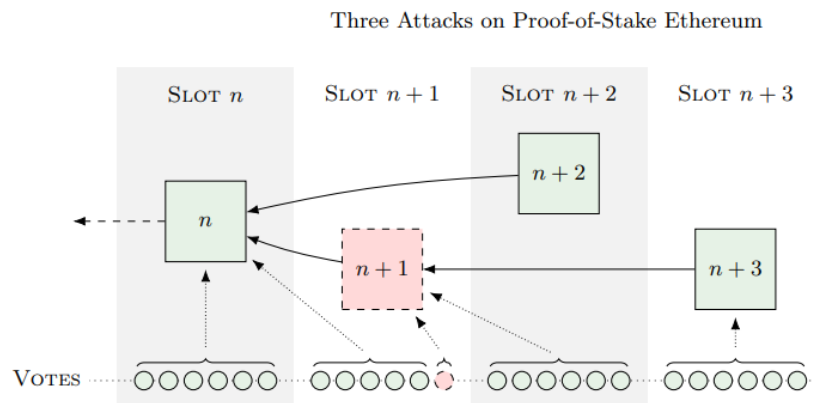 Three Attacks on Proof-of-Stake Ethereum
SLOT n SLOT n + 1 SLOT n + 2 SLOT n + 3
n + 2
n
n + 1 n + 3
VOTES